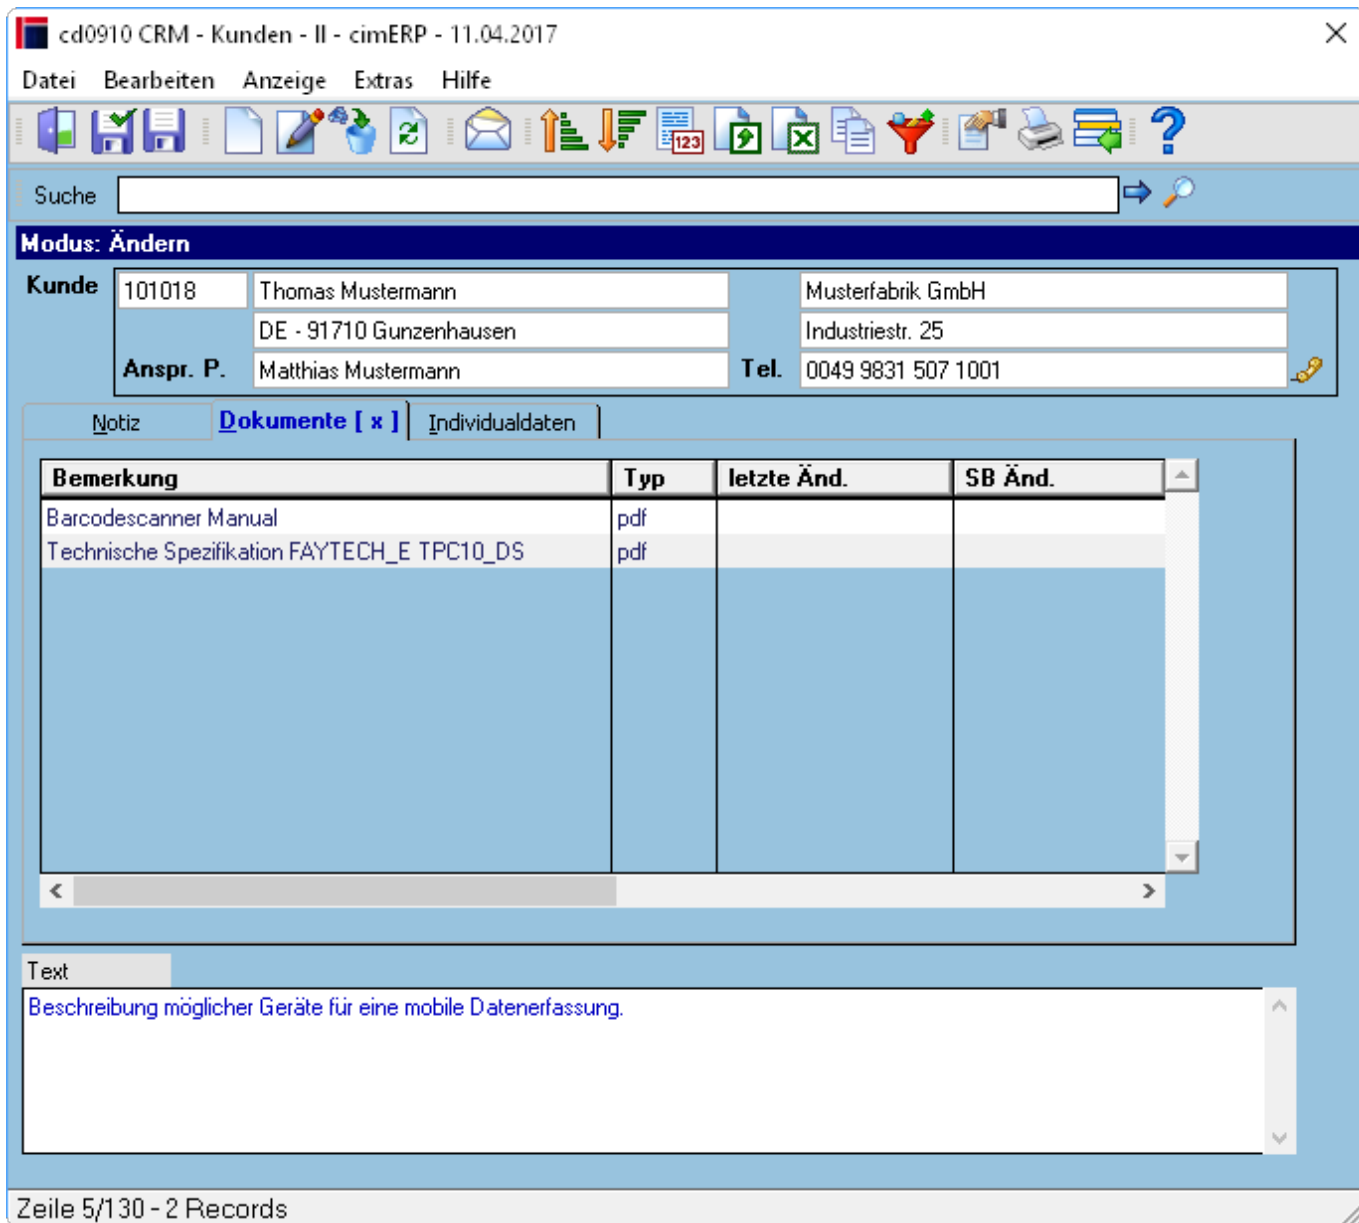 cd0910 CRM - Kunden - II - cimERP - 11.04.2017
Datei Bearbeiten Anzeige Extras Hilfe
123
Suche
Modus: Ändern
Kunde 101018 Thomas Mustermann Musterfabrik GmbH
DE - 91710 Gunzenhausen Industriestr. 25
Anspr. P. Matthias Mustermann Tel. 0049 9831 507 1001
Notiz Dokumente [ x ] Individualdaten
Bemerkung Typ letzte Änd. SB Änd.
Barcodescanner Manual pdf
Technische Spezifikation FAYTECH_E TPC10_DS pdf
Text
Beschreibung möglicher Geräte für eine mobile Datenerfassung.
Zeile 5/130 - 2 Records